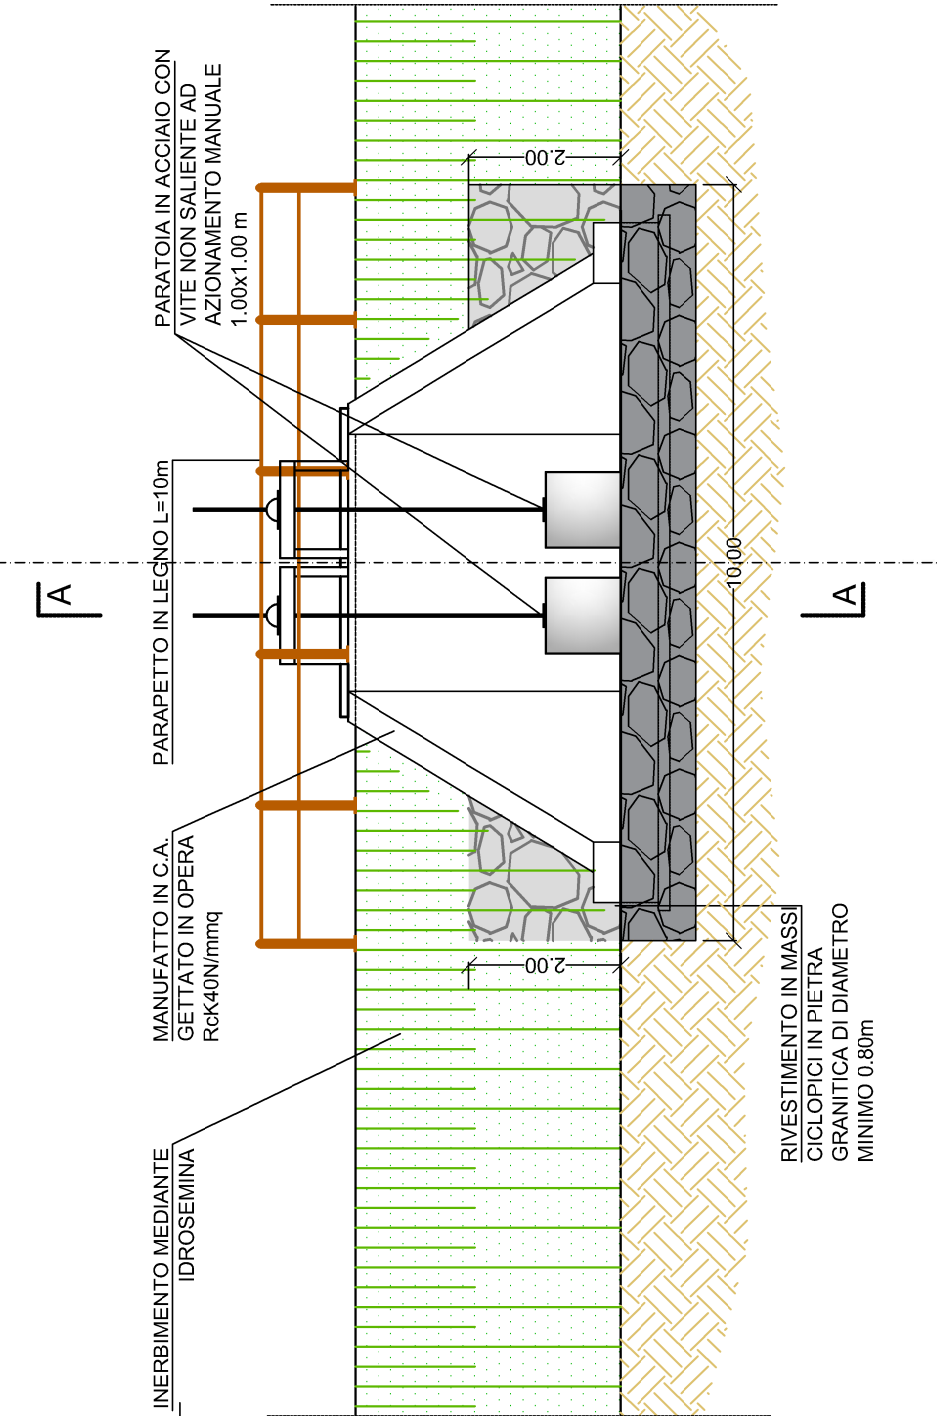 INERBIMENTO MEDIANTE
IDROSEMINA
MANUFATTO IN C.A.
GETTATO IN OPERA
RcK40N/mmq
PARAPETTO IN LEGNO L=10m
PARATOIA IN ACCIAIO CON
VITE NON SALIENTE AD
AZIONAMENTO MANUALE
1.00x1.00 m
A
A
2.00
2.00
10.00
RIVESTIMENTO IN MASSI
CICLOPICI IN PIETRA
GRANITICA DI DIAMETRO
MINIMO 0.80m